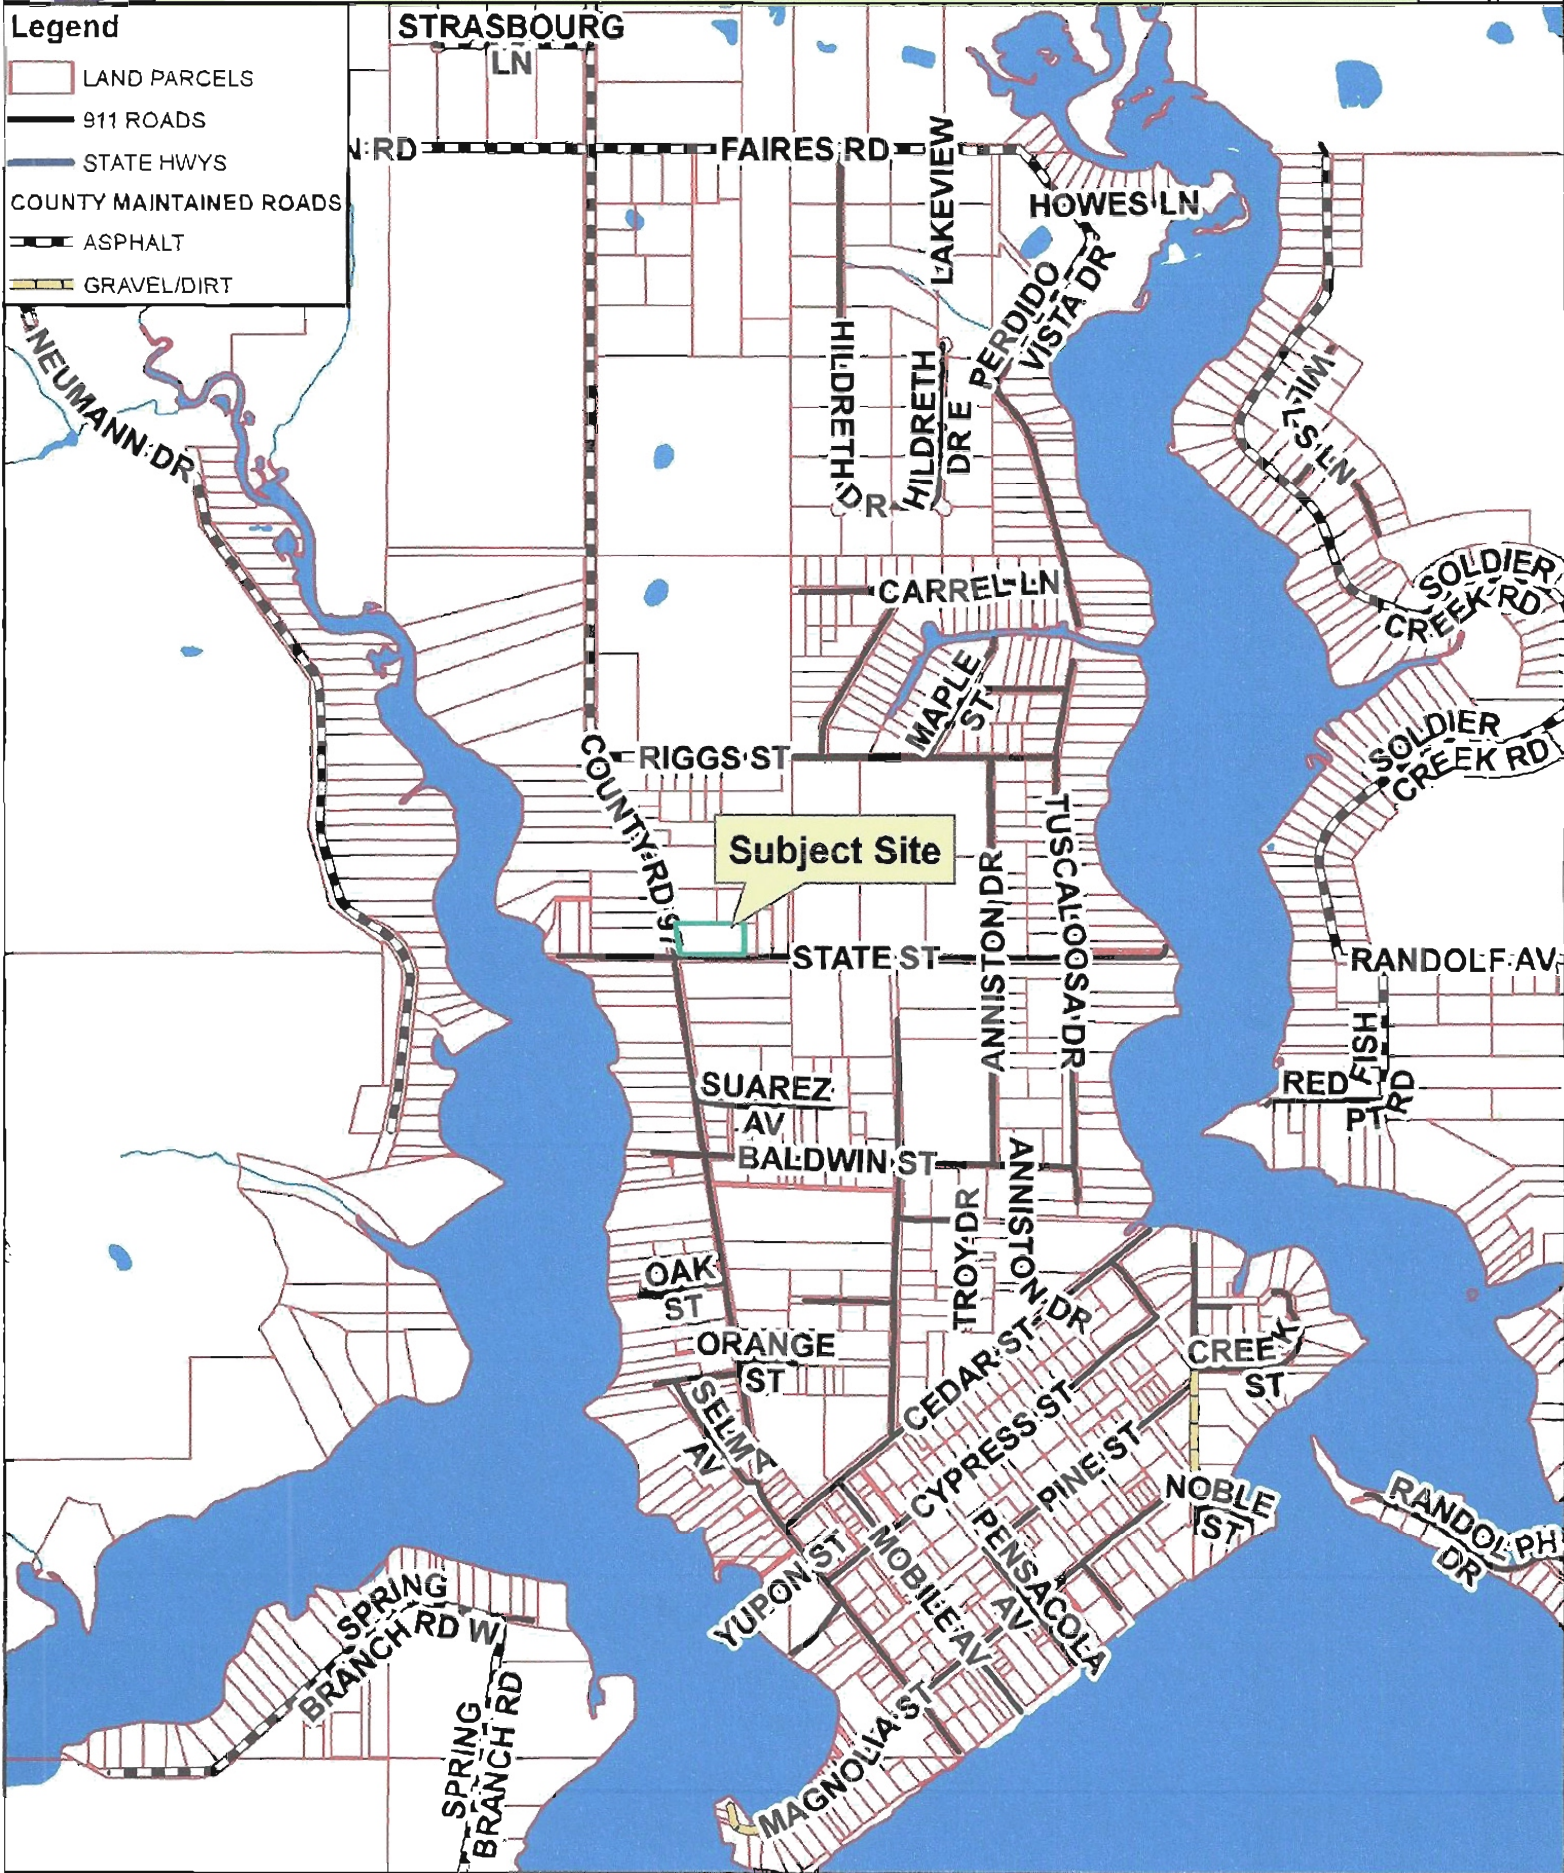 Legend
LAND PARCELS
911 ROADS
STATE HWYS
COUNTY MAINTAINED ROADS
ASPHALT
GRAVEL/DIRT
STRASBOURG
LN
N RD
FAIRES RD
LAKEVIEW
HOWES LN
PERDIDO
VISTA DR
NEUMANN DR
HILDRETH
DR
HILDRETH
DR E
WILLS LN
CARREL LN
SOLDIER
CREEK RD
MAPLE
ST
RIGGS ST
SOLDIER
CREEK RD
COUNTY RD 97
Subject Site
TUSCALOOSA DR
ANNISTON DR
STATE ST
RANDOLF AV
SUAREZ
AV
RED
FISH
PT
RD
BALDWIN ST
TROY DR
ANNISTON DR
OAK
ST
ORANGE
ST
CREEK
ST
SELMA
AV
CEDAR ST
CYPRESS ST
PINE ST
NOBLE
ST
RANDOLPH
DR
YUPON ST
MOBILE AV
PENSACOLA
AV
SPRING
BRANCH RD W
SPRING
BRANCH RD
MAGNOLIA ST